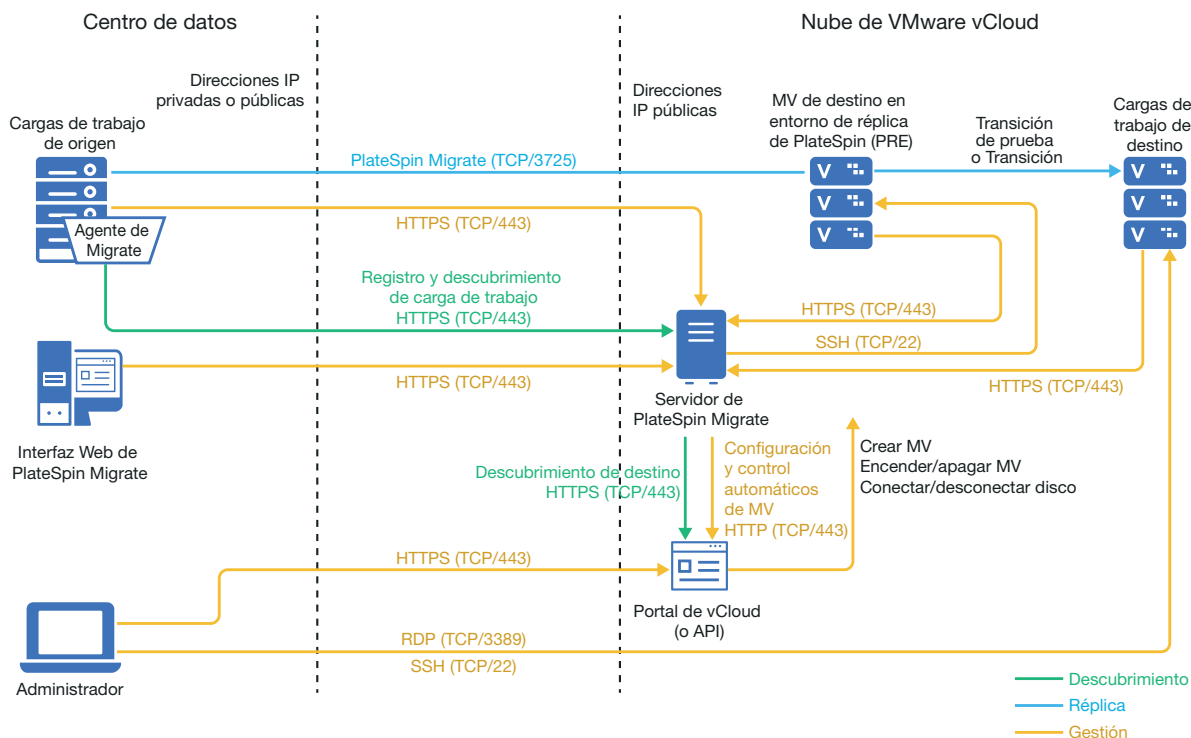 Centro de datos
Nube de VMware vCloud
Direcciones IP
privadas o públicas
Direcciones
IP públicas
Cargas de trabajo
de origen
MV de destino en
entorno de réplica
de PlateSpin (PRE)
Transición
de prueba
o Transición
Cargas de
trabajo de
destino
PlateSpin Migrate (TCP/3725)
V
V
V
V
V
V
HTTPS (TCP/443)
Agente de
Migrate
Registro y descubrimiento
de carga de trabajo
HTTPS (TCP/443)
HTTPS (TCP/443)
SSH (TCP/22)
HTTPS (TCP/443)
HTTPS (TCP/443)
Servidor de
PlateSpin Migrate
Interfaz Web de
PlateSpin Migrate
Descubrimiento de destino
HTTPS (TCP/443)
Configuración
y control
automáticos
de MV
HTTP (TCP/443)
Crear MV
Encender/apagar MV
Conectar/desconectar disco
HTTPS (TCP/443)
Portal de vCloud
(o API)
RDP (TCP/3389)
SSH (TCP/22)
Administrador
Descubrimiento
Réplica
Gestión